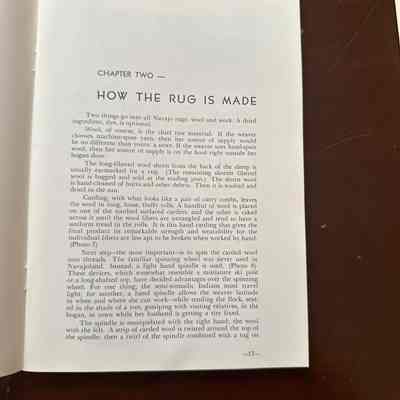 CHAPTER TWO —
HOW THE RUG IS MADE
Two things go into all Navajo rugs, wool and work. A third
ingredient, dye, is optional.
Wool, of course, is the chief raw material. If the weaver
chooses machine-spun yarn, then her source of supply would
be no different than yours a mine. If the weaver uses hand-spun
wool, then her source of supply is on the hoof right outside her
hogan door.
The long-fibered wool shorn from the back of the sheep is
usually earmarked for a rug. (The remaining shorter fibered
wool is bagged and sold at the trading post.) The shorn wool
is hand-cleaned of burrs and other debris. Then it is washed and
dried in the sun.
Carding, with what looks like a pair of curry combs, leaves
the wool in long, loose, fluffy rolls. A handful of wool is placed
on one of the toothed surfaced carders, and the other is raked
across it until the wool fibers are untangled and tend to have a
uniform trend in the rolls. It is this hand carding that gives the
final product its remarkable strength and wearability for the
individual fibers are less apt to be broken when worked by hand.
(Photo 7)
Next step—the most important—is to spin the carded wool
into threads. The familiar spinning wheel was never used in
Navajoland. Instead, a light hand spindle is used. (Photo 8)
These devices, which somewhat resemble a miniature ski pole
or a long-shafted top, have decided advantages over the spinning
wheel. For one thing, the semi-nomadic Indians must travel
light; for another, a hand spindle allows the weaver latitude
in when and where she can work—while tending the flock, seat-
ed in the shade of a tree, gossiping with visiting relatives, in the
hogan, in town while her husband is getting a tire fixed.
The spindle is manipulated with the right hand, the wool
with the left. A strip of carded wool is twisted around the top of
the spindle; then a twirl of the spindle combined with a
—17—